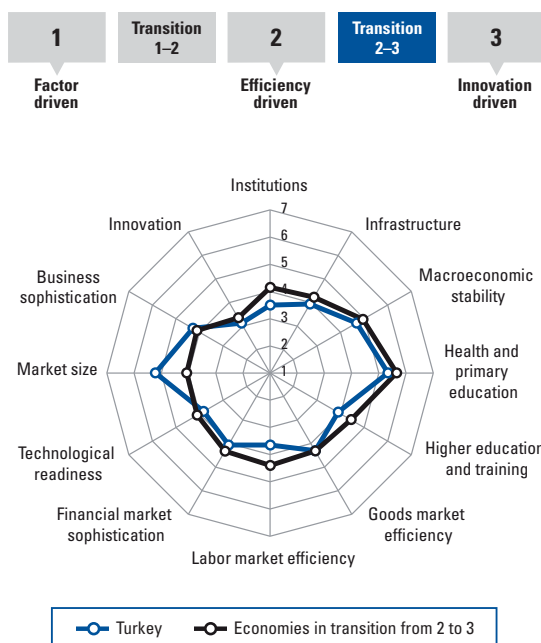 1
Transition
1–2
2
Transition
2–3
3
Factor
driven
Efficiency
driven
Innovation
driven
Institutions
7
Innovation
Infrastructure
6
Business
sophistication
5
Macroeconomic
stability
4
3
Market size
2
1
Health and
primary
education
Technological
readiness
Higher education
and training
Financial market
sophistication
Goods market
efficiency
Labor market efficiency
Turkey
Economies in transition from 2 to 3